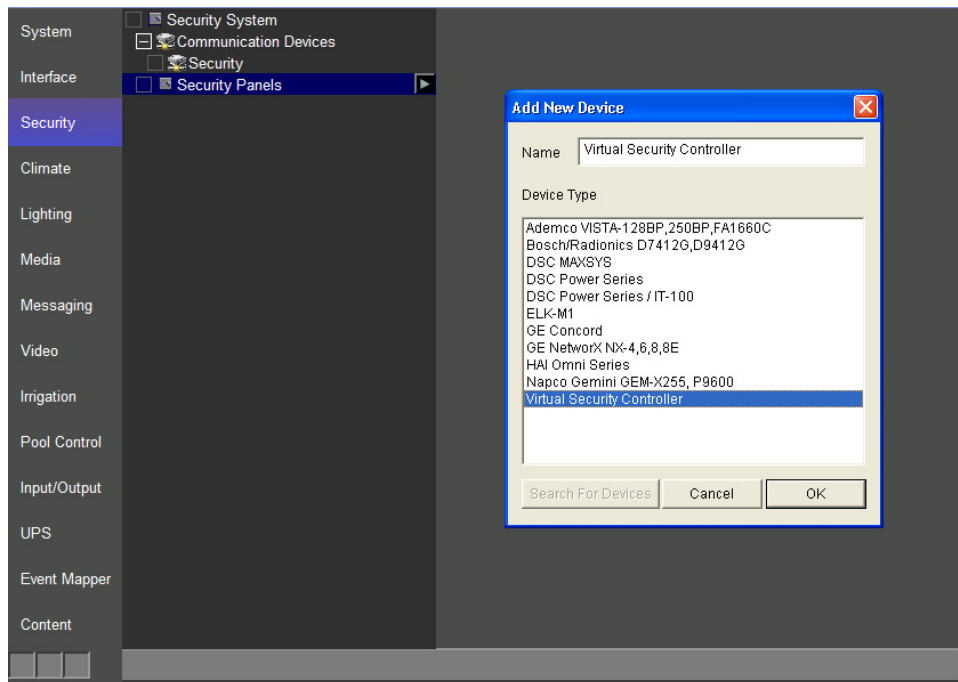 System
Interface
Security
Climate
Lighting
Media
Messaging
Video
Irrigation
Pool Control
Input/Output
UPS
Event Mapper
Content
Security System
Communication Devices
Security
Security Panels
Add New Device
Name Virtual Security Controller
Device Type
Ademco VISTA-128BP,250BP,FA1660C
Bosch/Radionics D7412G,D9412G
DSC MAXSYS
DSC Power Series
DSC Power Series / IT-100
ELK-M1
GE Concord
GE NetworX NX-4,6,8,8E
HAI Omni Series
Napco Gemini GEM-X255, P9600
Virtual Security Controller
Search For Devices Cancel OK